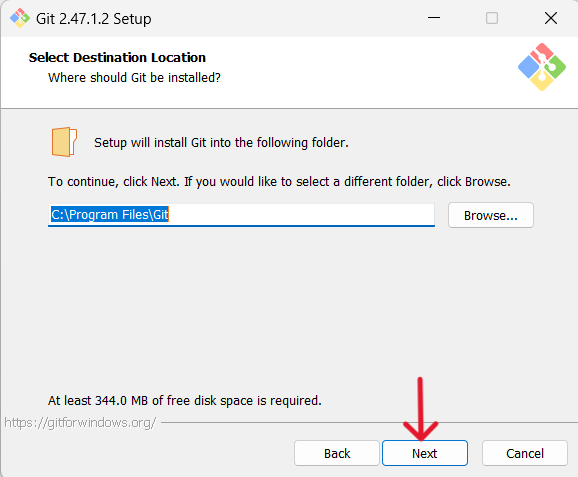 Git 2.47.1.2 Setup
Select Destination Location
Where should Git be installed?
Setup will install Git into the following folder.
To continue, click Next. If you would like to select a different folder, click Browse.
C:\Program Files\Git
Browse...
At least 344.0 MB of free disk space is required.
https://gitforwindows.org/
Back
Next
Cancel